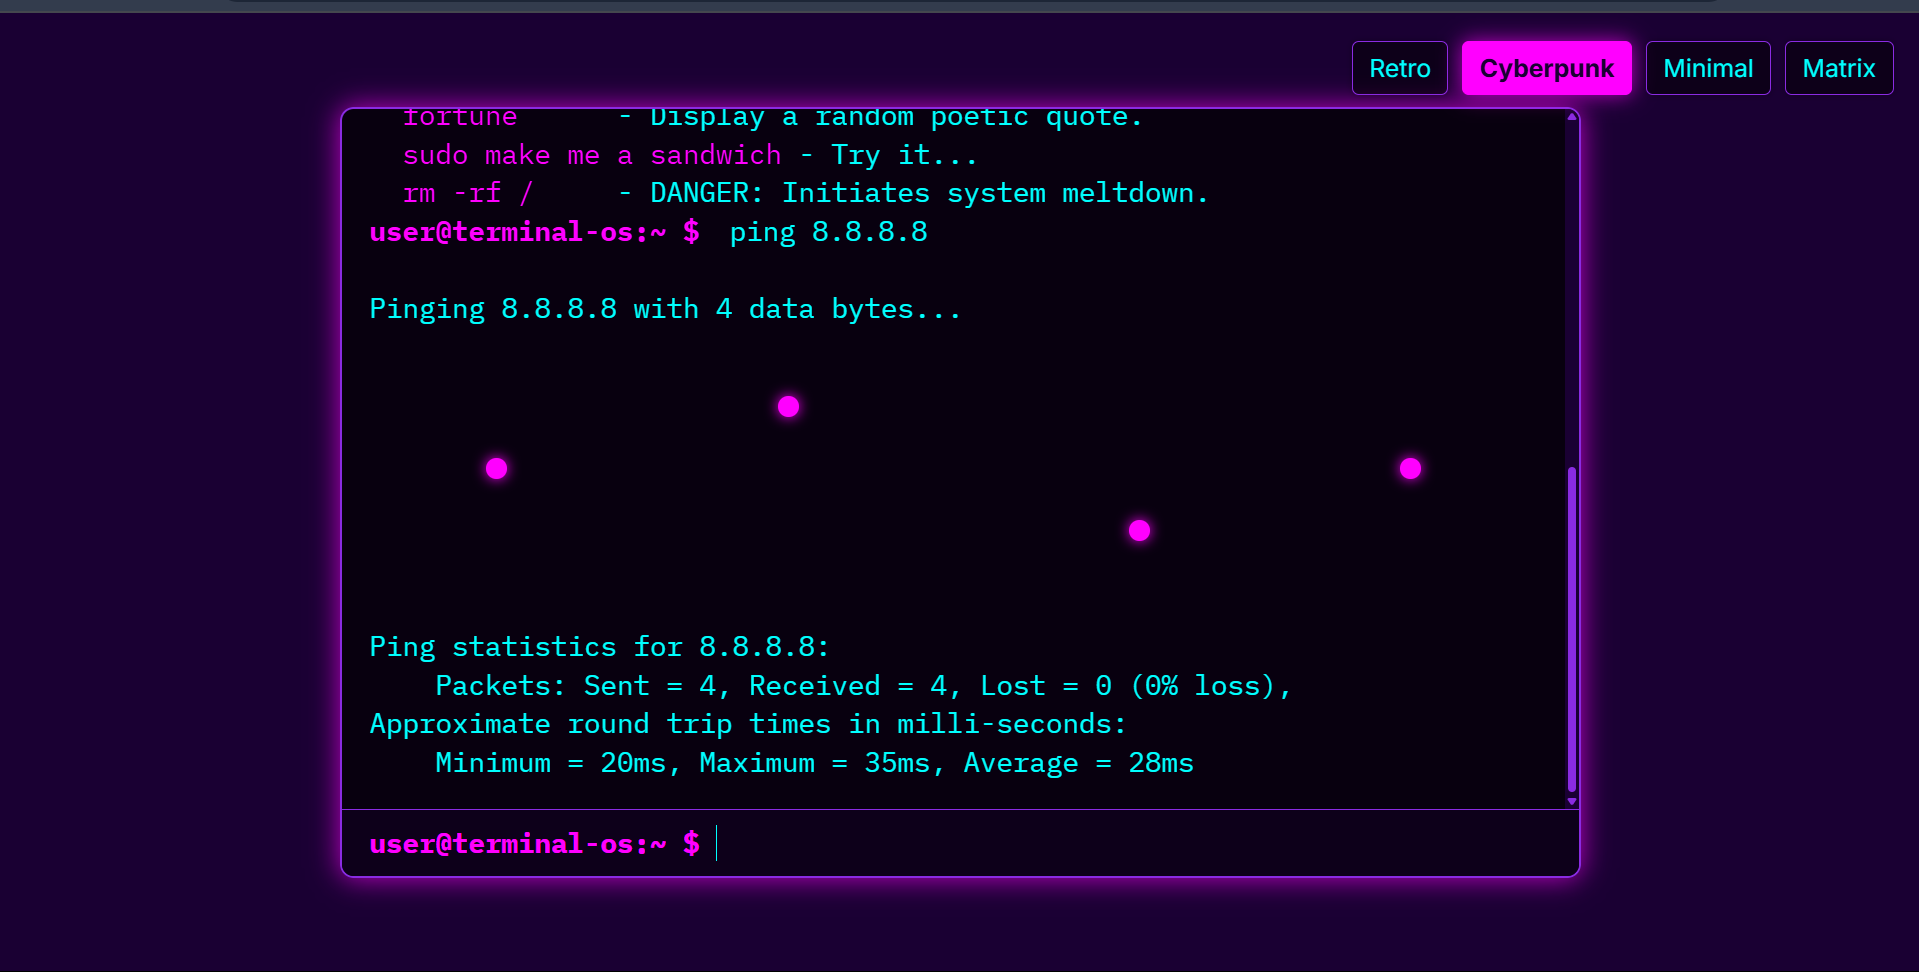 Retro Cyberpunk Minimal Matrix
fortune - Display a random poetic quote.
sudo make me a sandwich - Try it...
rm -rf / - DANGER: Initiates system meltdown.
user@terminal-os:~ $ ping 8.8.8.8
Pinging 8.8.8.8 with 4 data bytes...
Ping statistics for 8.8.8.8:
Packets: Sent = 4, Received = 4, Lost = 0 (0% loss),
Approximate round trip times in milli-seconds:
Minimum = 20ms, Maximum = 35ms, Average = 28ms
user@terminal-os:~ $